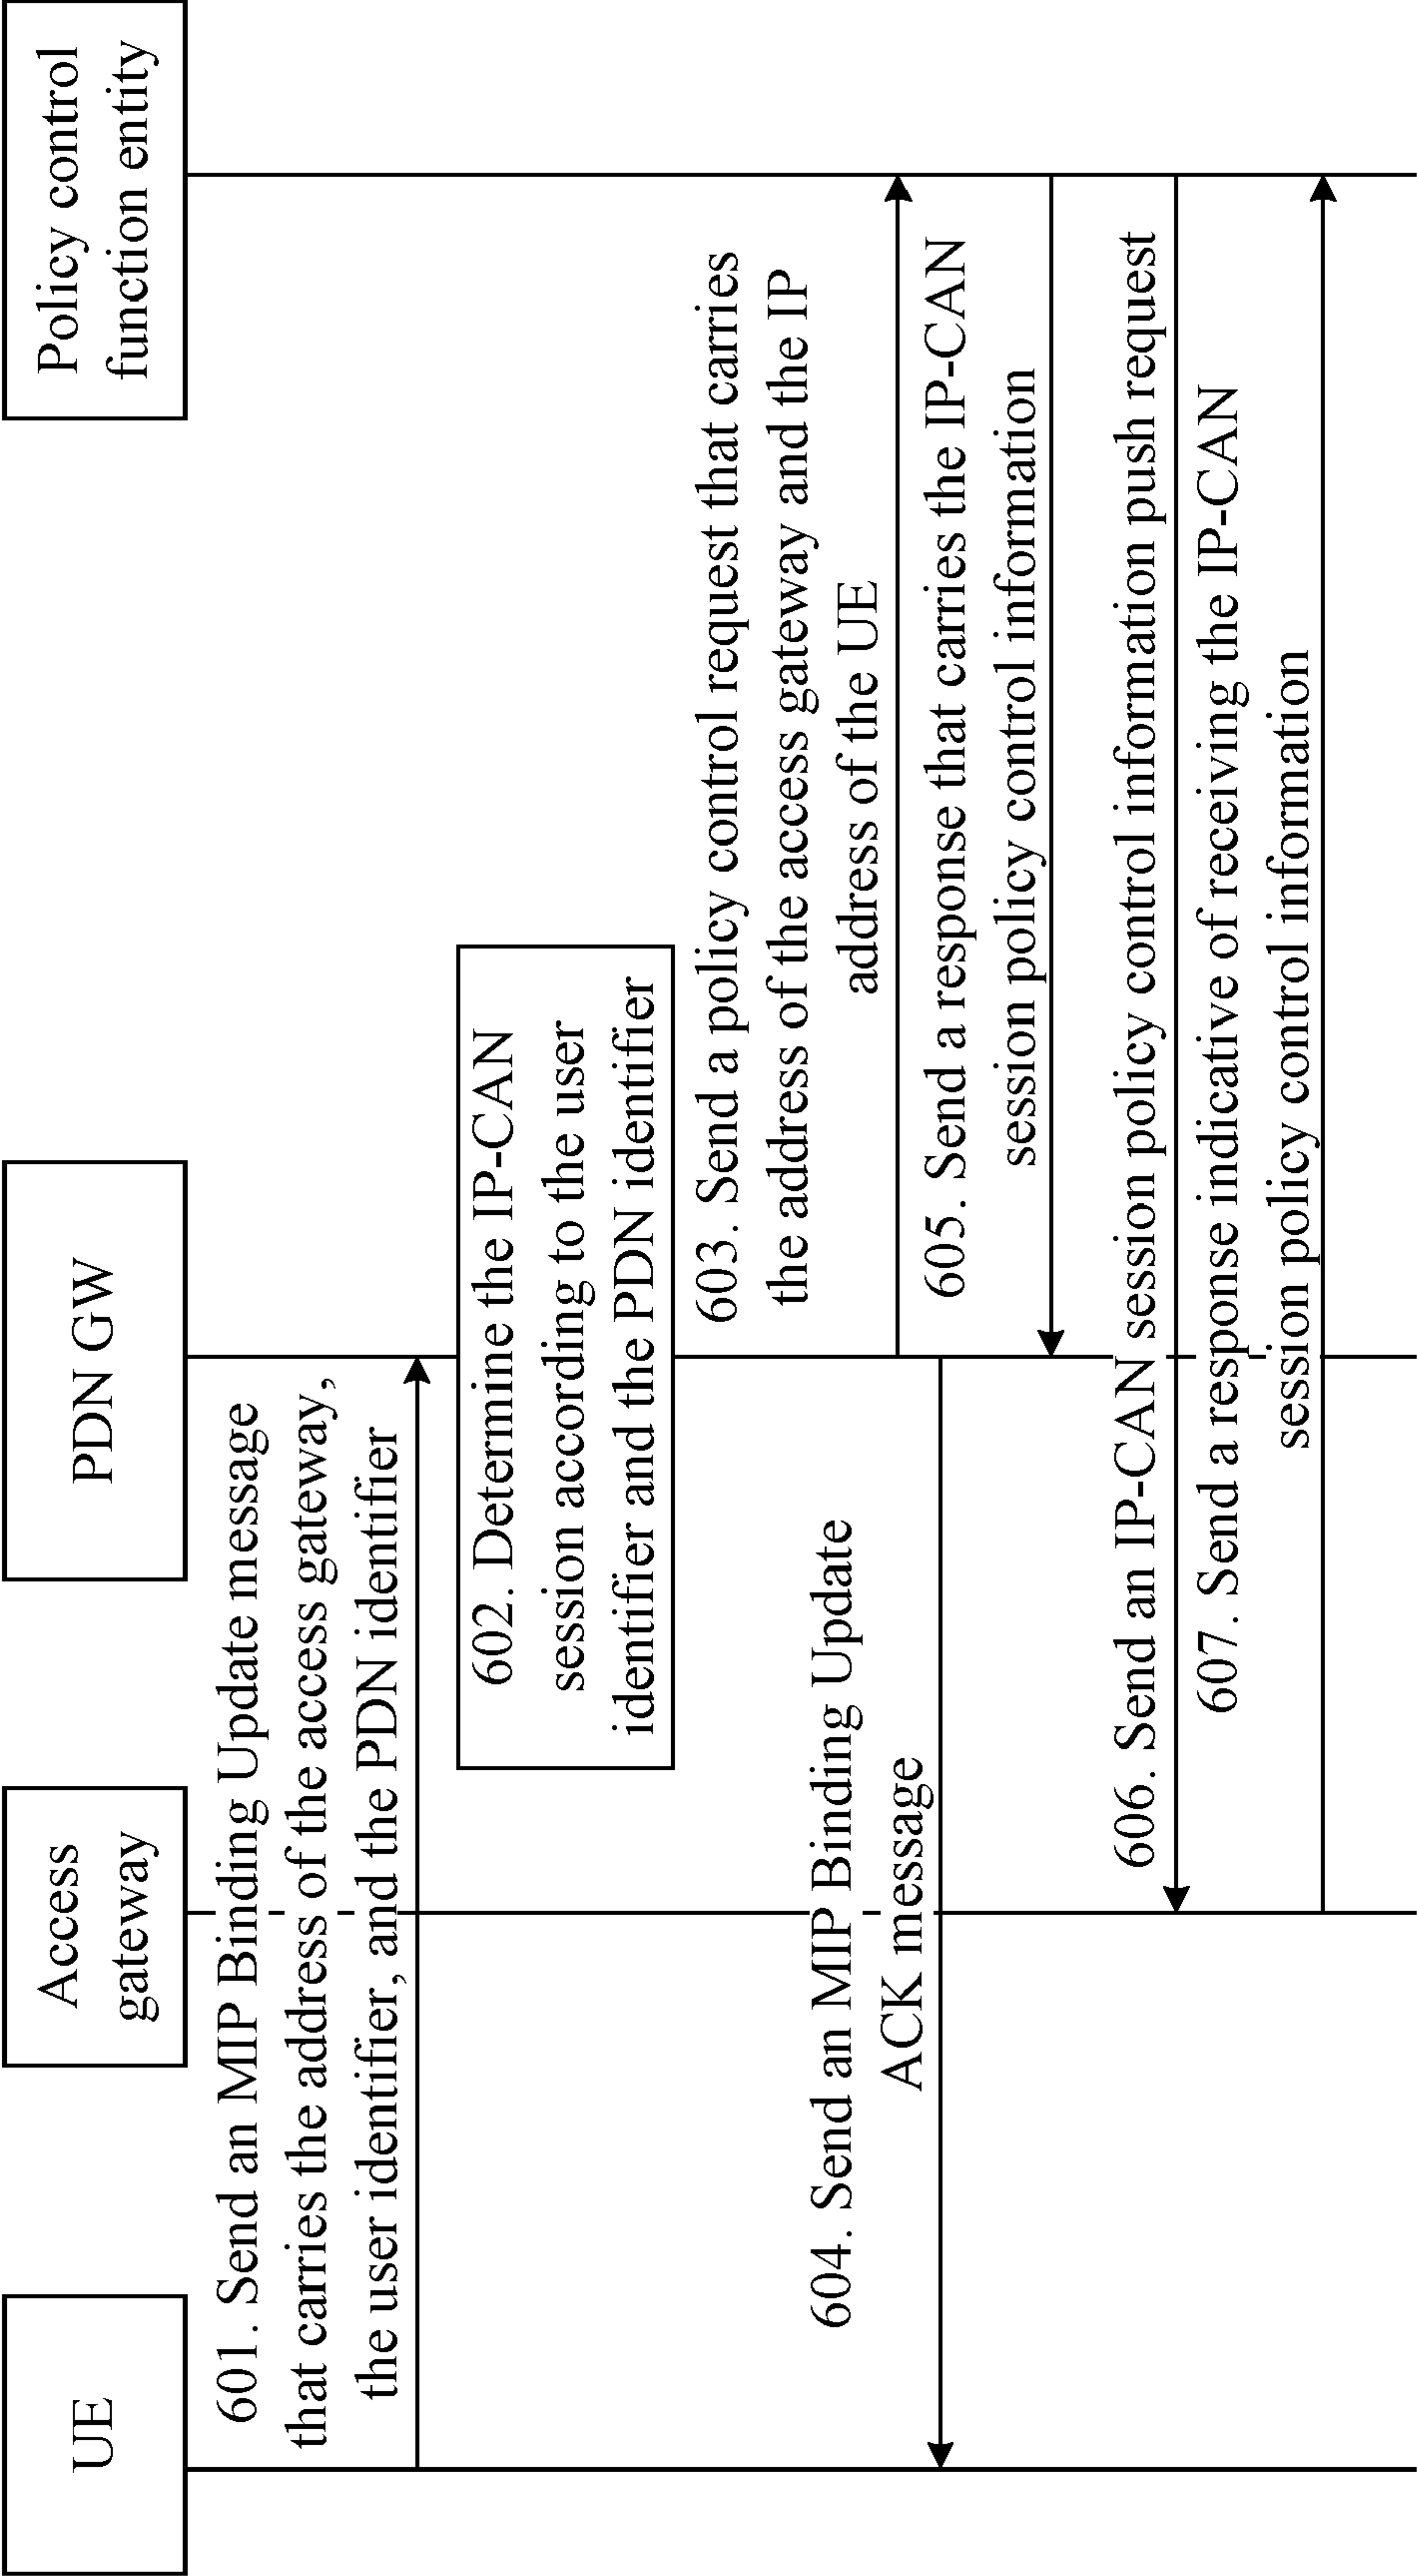 UE
Access
gateway
PDN GW
Policy control
function entity
601. Send an MIP Binding Update message
that carries the address of the access gateway,
the user identifier, and the PDN identifier
602. Determine the IP-CAN
session according to the user
identifier and the PDN identifier
603. Send a policy control request that carries
the address of the access gateway and the IP
address of the UE
604. Send an MIP Binding Update
ACK message
605. Send a response that carries the IP-CAN
session policy control information
606. Send an IP-CAN session policy control information push request
607. Send a response indicative of receiving the IP-CAN
session policy control information